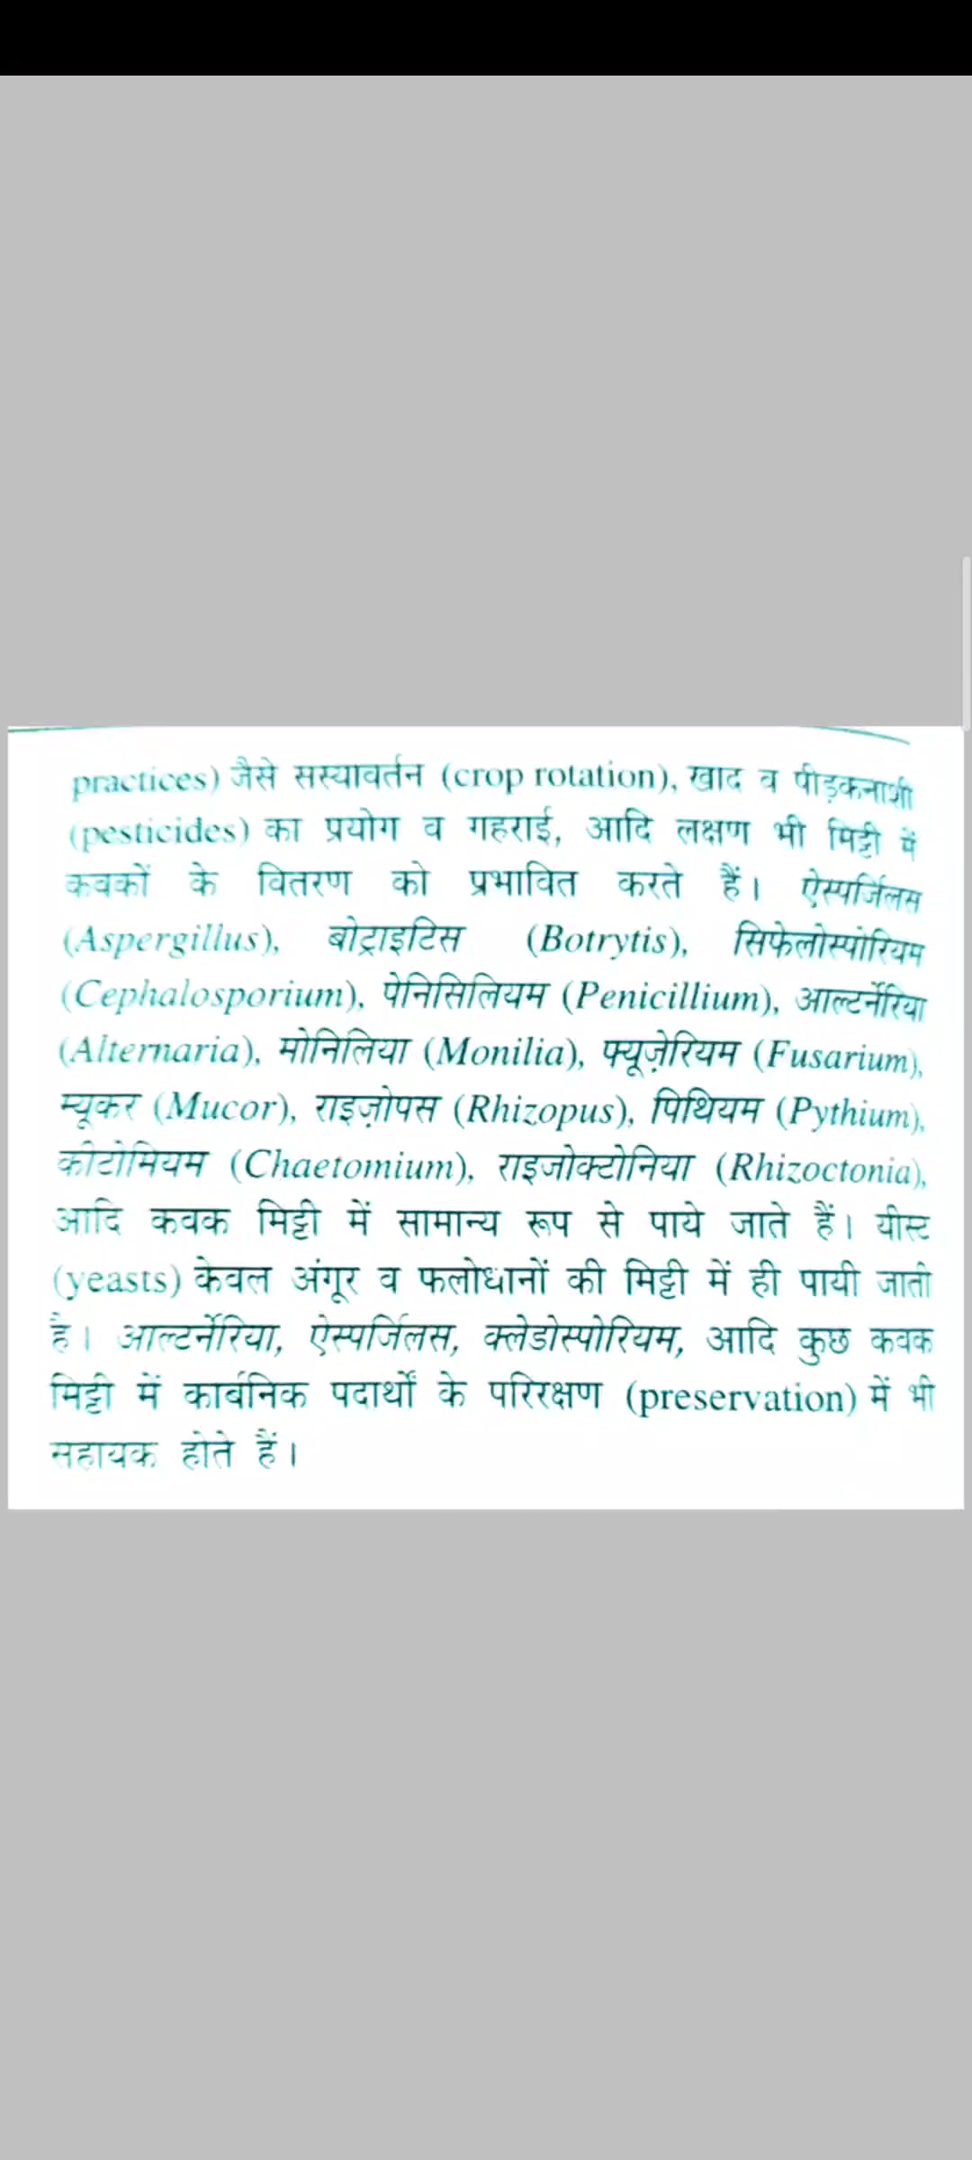 practices) जैसे सस्यावर्तन (crop rotation), खाद व पीड़कनाशी
(pesticides) का प्रयोग व गहराई, आदि लक्षण भी मिट्टी में
कवकों के वितरण को प्रभावित करते हैं। ऐस्पर्जिलस
(Aspergillus), बोट्राइटिस (Botrytis), सिफेलोस्पोरियम
(Cephalosporium), पेनिसिलियम (Penicillium), आल्टर्नेरिया
(Alternaria), मोनिलिया (Monilia), फ्यूज़ेरियम (Fusarium),
म्यूकर (Mucor), राइज़ोपस (Rhizopus), पिथियम (Pythium),
कीटोमियम (Chaetomium), राइजोक्टोनिया (Rhizoctonia),
आदि कवक मिट्टी में सामान्य रूप से पाये जाते हैं। यीस्ट
(yeasts) केवल अंगूर व फलोधानों की मिट्टी में ही पायी जाती
है। आल्टर्नेरिया, ऐस्पर्जिलस, क्लेडोस्पोरियम, आदि कुछ कवक
मिट्टी में कार्बनिक पदार्थों के परिरक्षण (preservation) में भी
सहायक होते हैं।